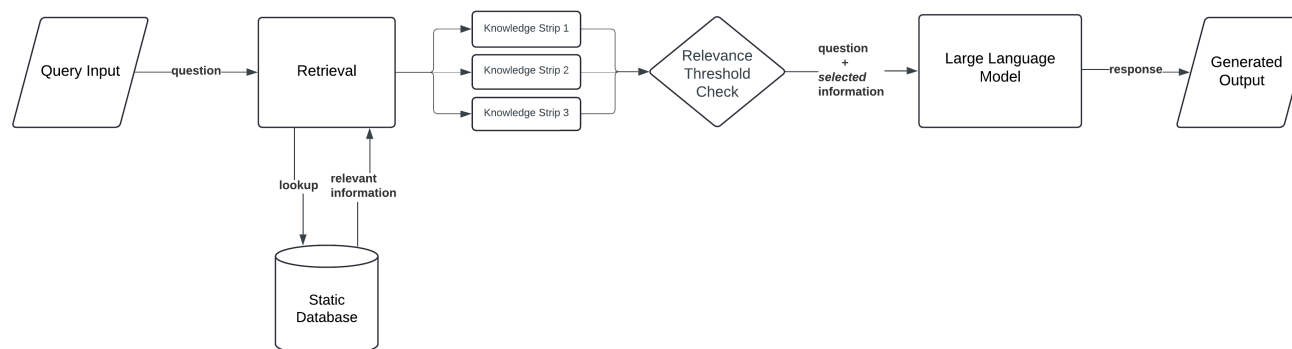 Query Input
question
Retrieval
Knowledge Strip 1
Knowledge Strip 2
Knowledge Strip 3
Relevance
Threshold
Check
question
+
selected
information
Large Language
Model
response
Generated
Output
lookup
relevant
information
Static
Database